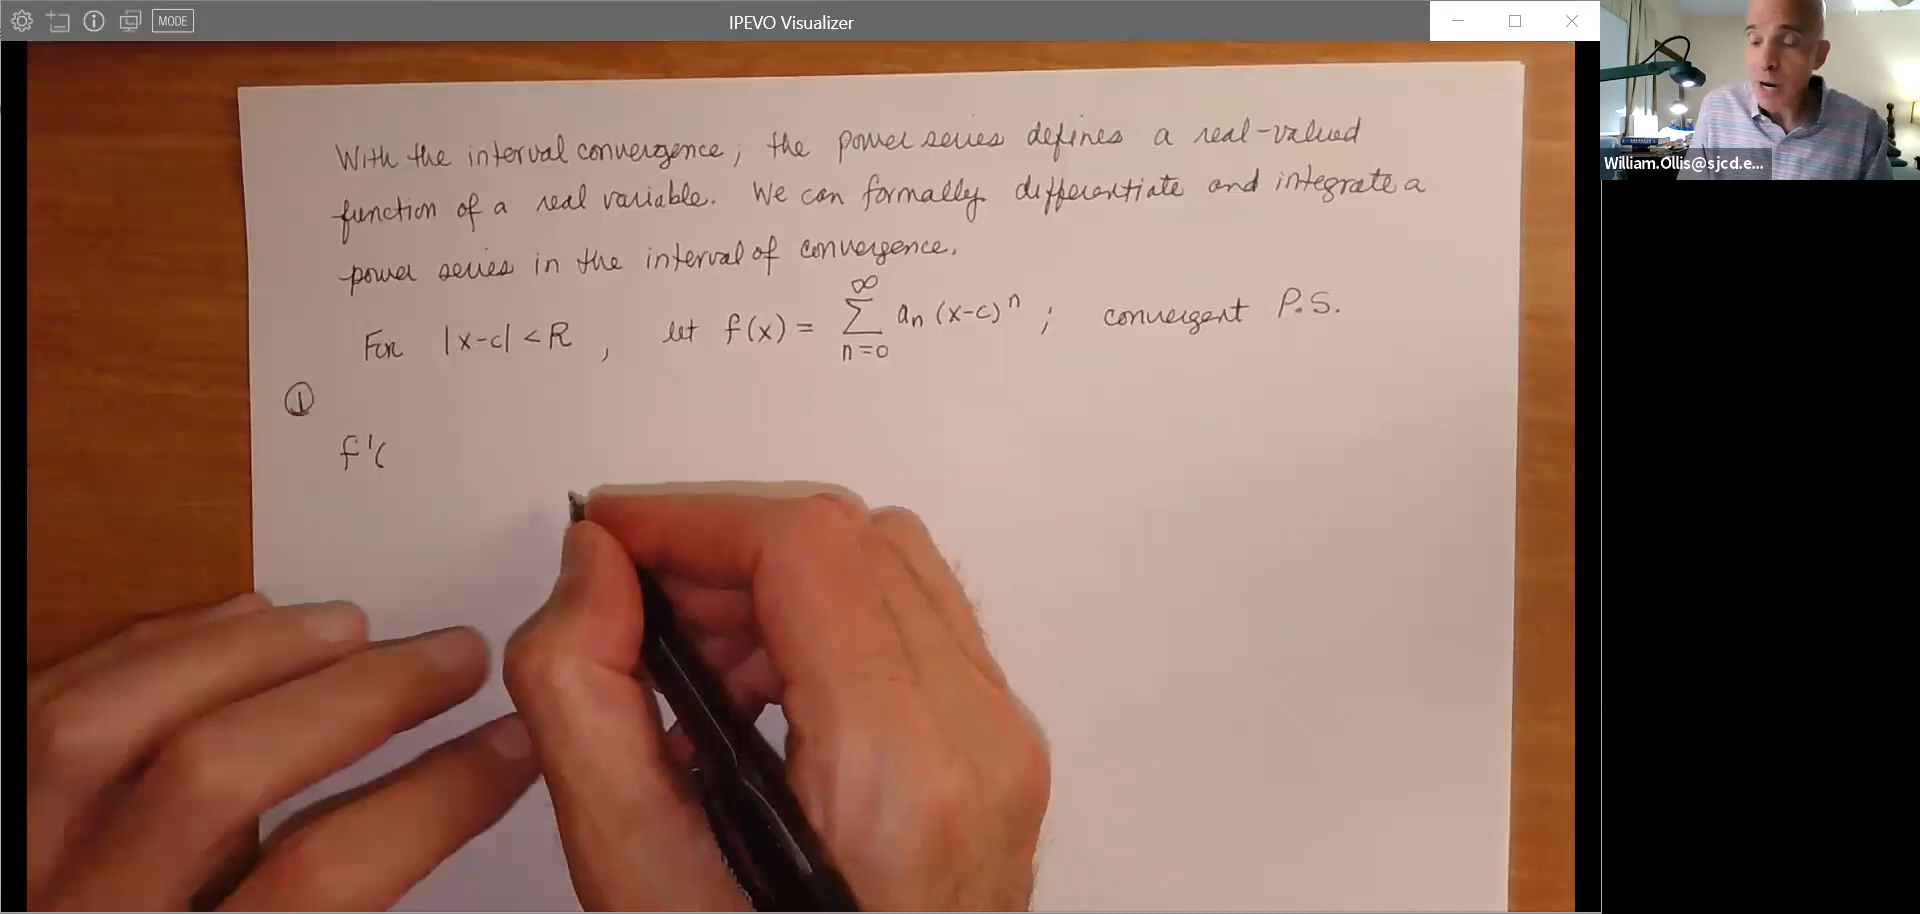 MODE
IPEVO Visualizer
William.Ollis@sjcd.e...
With the interval convergence, the power series defines a real-valued
function of a real variable. We can formally differentiate and integrate a
power series in the interval of convergence.
For |x-c| < R , let f(x) = ∑_{n=0}^{∞} a_n (x-c)^n ; convergent P.S.
①
f'(